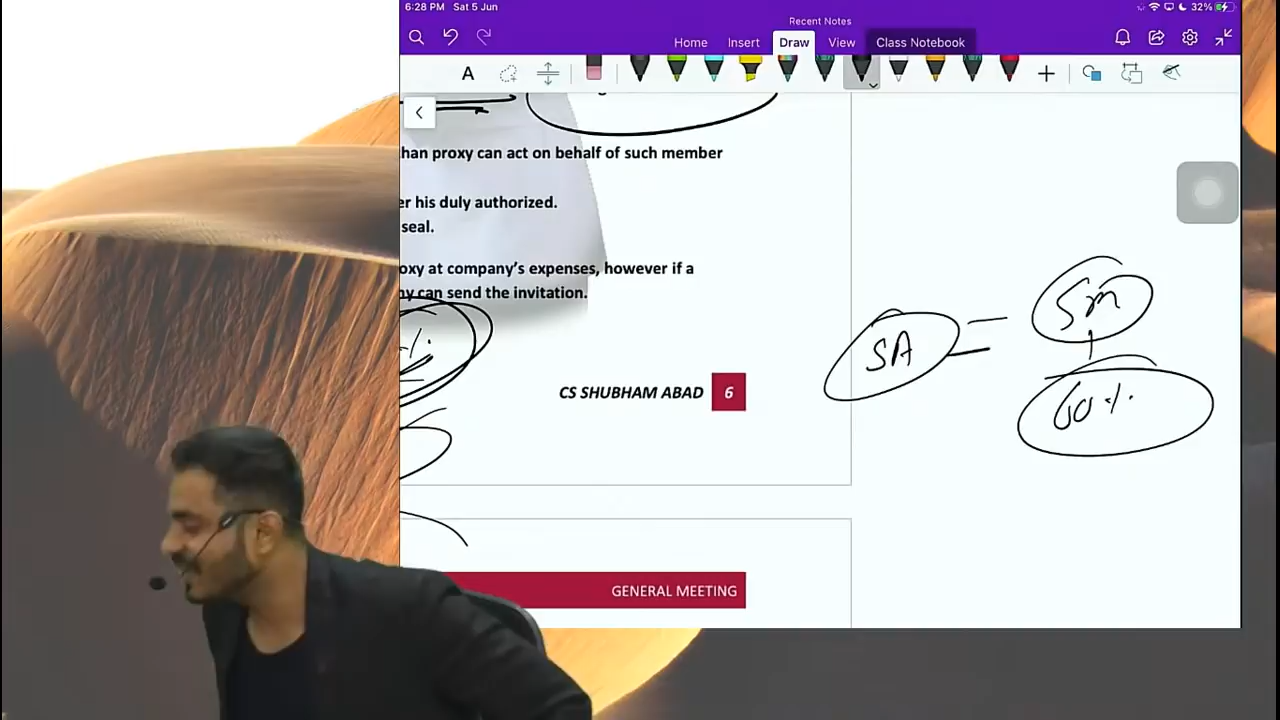 6:28 PM Sat 5 Jun
32%
Recent Notes
Home Insert Draw View Class Notebook
A
han proxy can act on behalf of such member
er his duly authorized.
seal.
oxy at company's expenses, however if a
ny can send the invitation.
SA = 5m
60%
CS SHUBHAM ABAD 6
GENERAL MEETING